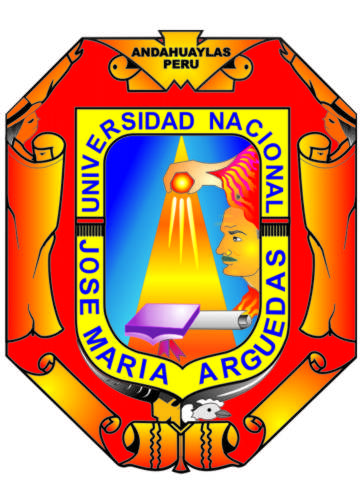 ANDAHUAYLAS
PERU
UNIVERSIDAD NACIONAL
JOSE MARIA ARGUEDAS